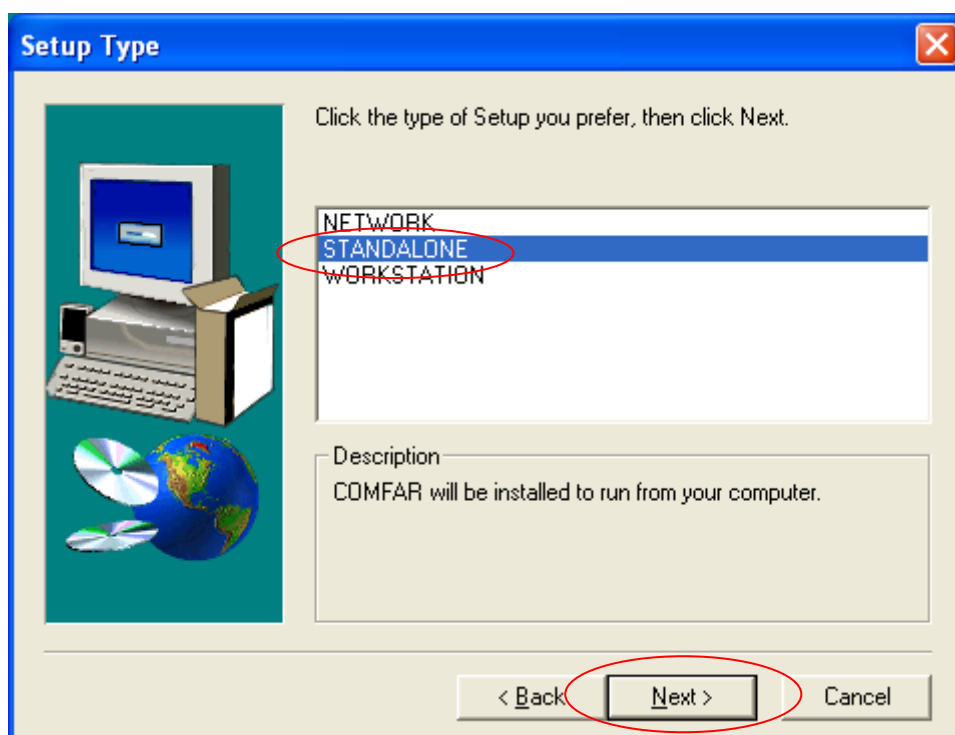 Setup Type
Click the type of Setup you prefer, then click Next.
NETWORK
STANDALONE
WORKSTATION
Description
COMFAR will be installed to run from your computer.
< Back
Next >
Cancel